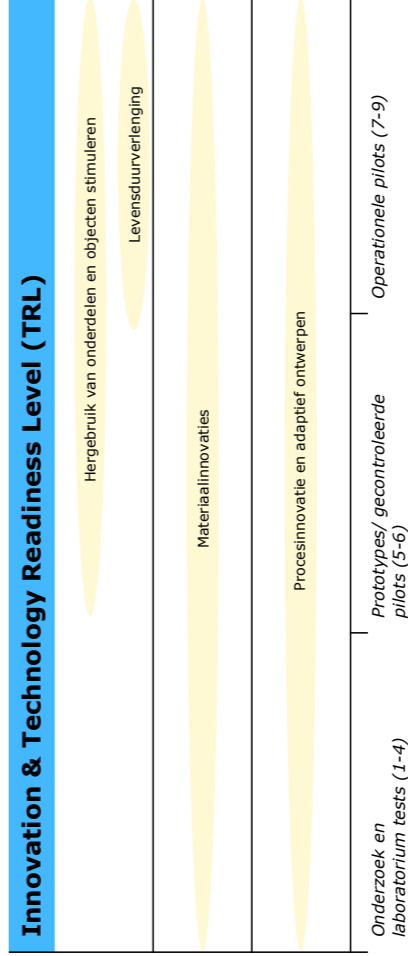 Innovation & Technology Readiness Level (TRL)
Hergebruik van onderdelen en objecten stimuleren
Levensduurverlenging
Materiaalinnovaties
Procesinnovatie en adaptief ontwerpen
Onderzoek en
laboratorium tests (1-4)
Prototypes/ gecontroleerde
pilots (5-6)
Operationele pilots (7-9)